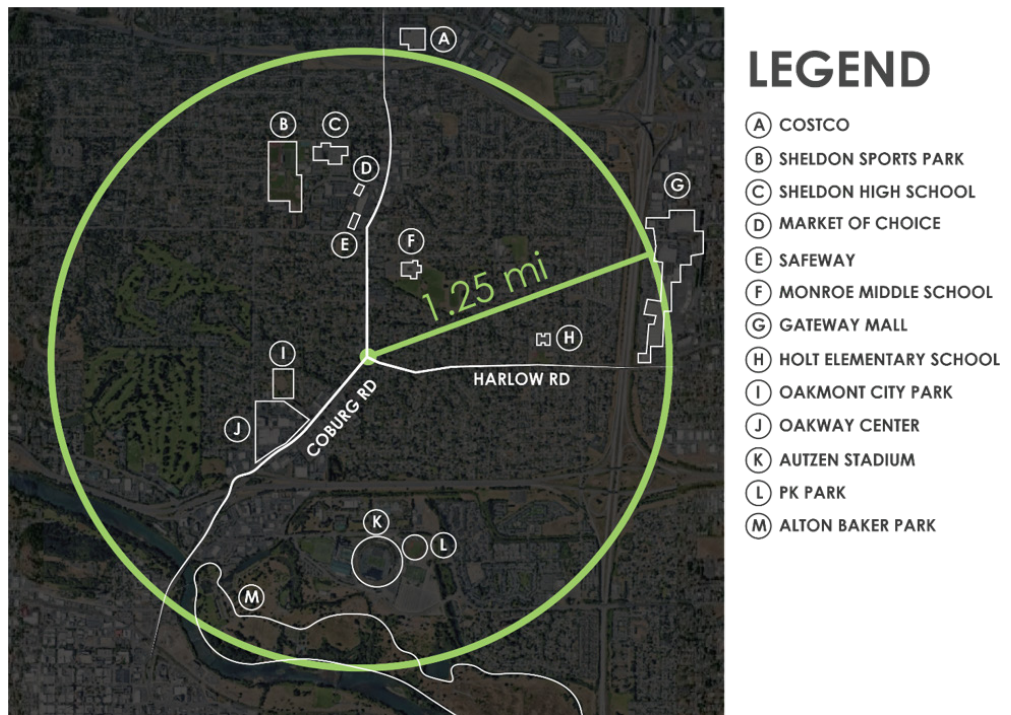 A
B
C
D
E
F
G
1.25 mi
H
I
HARLOW RD
COBURG RD
J
K
L
M
LEGEND
A COSTCO
B SHELDON SPORTS PARK
C SHELDON HIGH SCHOOL
D MARKET OF CHOICE
E SAFEWAY
F MONROE MIDDLE SCHOOL
G GATEWAY MALL
H HOLT ELEMENTARY SCHOOL
I OAKMONT CITY PARK
J OAKWAY CENTER
K AUTZEN STADIUM
L PK PARK
M ALTON BAKER PARK